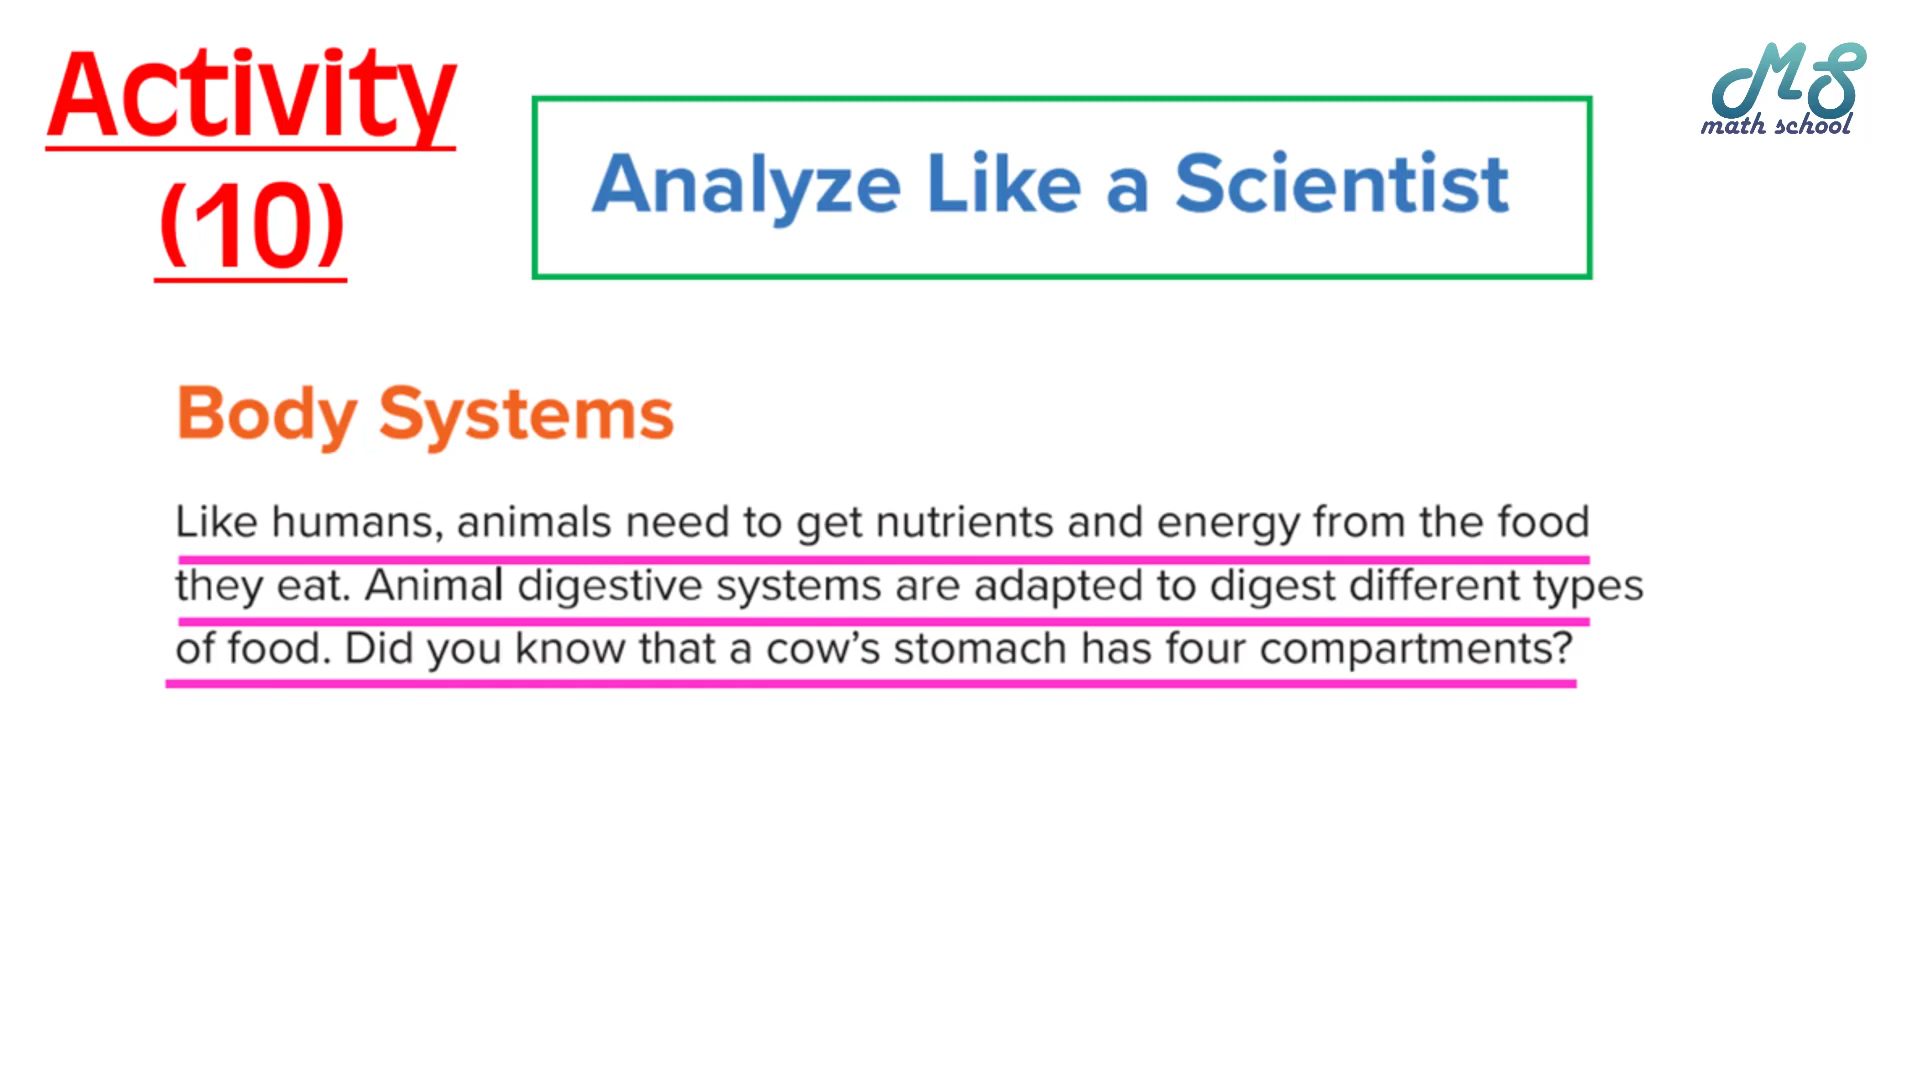 Activity
(10)
Analyze Like a Scientist
MS
math school
Body Systems
Like humans, animals need to get nutrients and energy from the food
they eat. Animal digestive systems are adapted to digest different types
of food. Did you know that a cow’s stomach has four compartments?